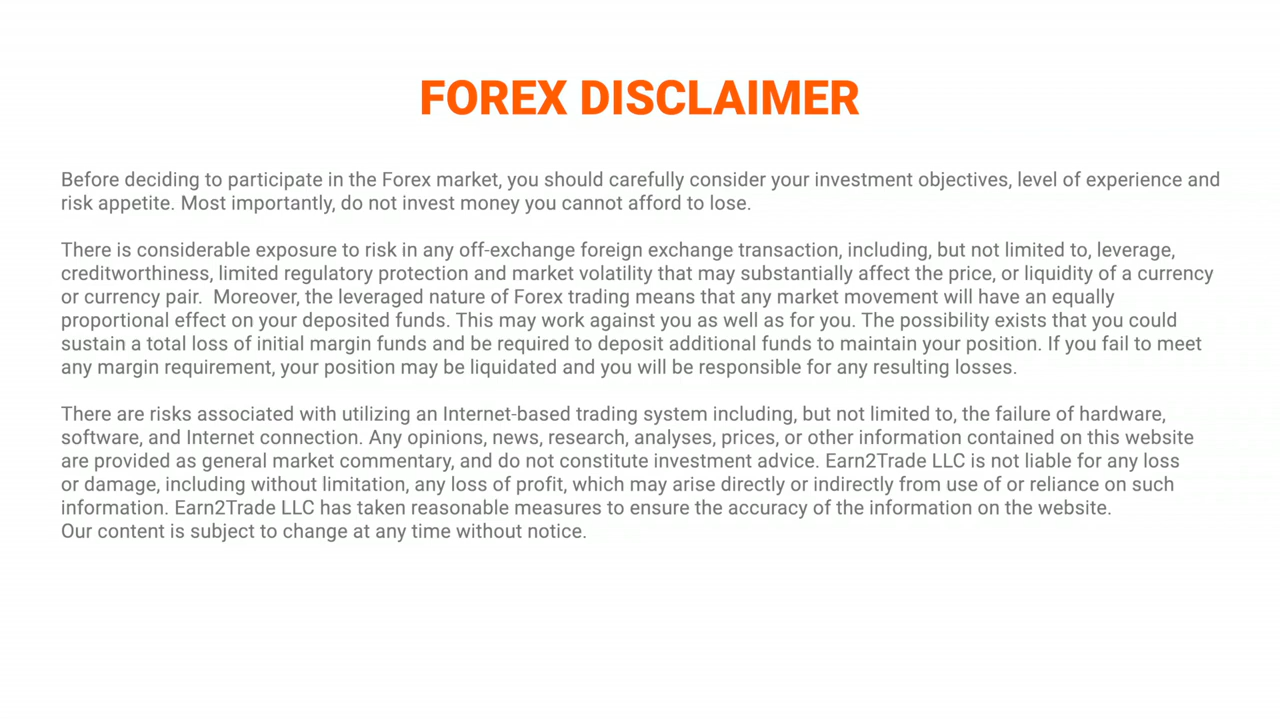 FOREX DISCLAIMER
Before deciding to participate in the Forex market, you should carefully consider your investment objectives, level of experience and
risk appetite. Most importantly, do not invest money you cannot afford to lose.
There is considerable exposure to risk in any off-exchange foreign exchange transaction, including, but not limited to, leverage,
creditworthiness, limited regulatory protection and market volatility that may substantially affect the price, or liquidity of a currency
or currency pair.  Moreover, the leveraged nature of Forex trading means that any market movement will have an equally
proportional effect on your deposited funds. This may work against you as well as for you. The possibility exists that you could
sustain a total loss of initial margin funds and be required to deposit additional funds to maintain your position. If you fail to meet
any margin requirement, your position may be liquidated and you will be responsible for any resulting losses.
There are risks associated with utilizing an Internet-based trading system including, but not limited to, the failure of hardware,
software, and Internet connection. Any opinions, news, research, analyses, prices, or other information contained on this website
are provided as general market commentary, and do not constitute investment advice. Earn2Trade LLC is not liable for any loss
or damage, including without limitation, any loss of profit, which may arise directly or indirectly from use of or reliance on such
information. Earn2Trade LLC has taken reasonable measures to ensure the accuracy of the information on the website.
Our content is subject to change at any time without notice.